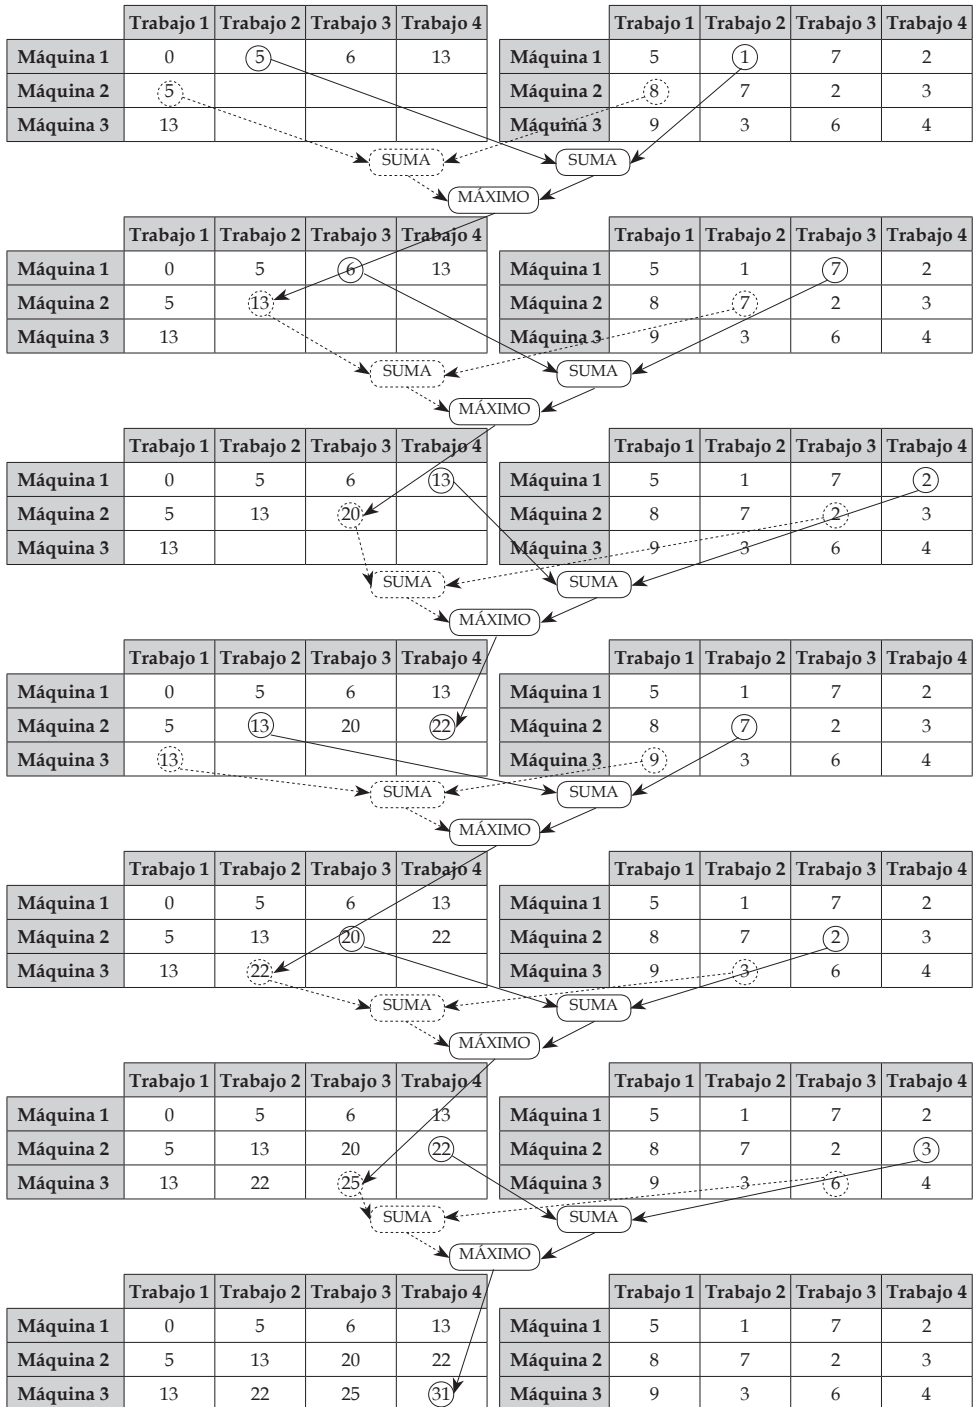 Trabajo 1 Trabajo 2 Trabajo 3 Trabajo 4 Trabajo 1 Trabajo 2 Trabajo 3 Trabajo 4
Máquina 1 0 5 6 13 Máquina 1 5 1 7 2
Máquina 2 5 Máquina 2 8 7 2 3
Máquina 3 13 Máquina 3 9 3 6 4
SUMA SUMA
MÁXIMO
Trabajo 1 Trabajo 2 Trabajo 3 Trabajo 4 Trabajo 1 Trabajo 2 Trabajo 3 Trabajo 4
Máquina 1 0 5 6 13 Máquina 1 5 1 7 2
Máquina 2 5 13 Máquina 2 8 7 2 3
Máquina 3 13 Máquina 3 9 3 6 4
SUMA SUMA
MÁXIMO
Trabajo 1 Trabajo 2 Trabajo 3 Trabajo 4 Trabajo 1 Trabajo 2 Trabajo 3 Trabajo 4
Máquina 1 0 5 6 13 Máquina 1 5 1 7 2
Máquina 2 5 13 20 Máquina 2 8 7 2 3
Máquina 3 13 Máquina 3 9 3 6 4
SUMA SUMA
MÁXIMO
Trabajo 1 Trabajo 2 Trabajo 3 Trabajo 4 Trabajo 1 Trabajo 2 Trabajo 3 Trabajo 4
Máquina 1 0 5 6 13 Máquina 1 5 1 7 2
Máquina 2 5 13 20 22 Máquina 2 8 7 2 3
Máquina 3 13 Máquina 3 9 3 6 4
SUMA SUMA
MÁXIMO
Trabajo 1 Trabajo 2 Trabajo 3 Trabajo 4 Trabajo 1 Trabajo 2 Trabajo 3 Trabajo 4
Máquina 1 0 5 6 13 Máquina 1 5 1 7 2
Máquina 2 5 13 20 22 Máquina 2 8 7 2 3
Máquina 3 13 22 Máquina 3 9 3 6 4
SUMA SUMA
MÁXIMO
Trabajo 1 Trabajo 2 Trabajo 3 Trabajo 4 Trabajo 1 Trabajo 2 Trabajo 3 Trabajo 4
Máquina 1 0 5 6 13 Máquina 1 5 1 7 2
Máquina 2 5 13 20 22 Máquina 2 8 7 2 3
Máquina 3 13 22 25 Máquina 3 9 3 6 4
SUMA SUMA
MÁXIMO
Trabajo 1 Trabajo 2 Trabajo 3 Trabajo 4 Trabajo 1 Trabajo 2 Trabajo 3 Trabajo 4
Máquina 1 0 5 6 13 Máquina 1 5 1 7 2
Máquina 2 5 13 20 22 Máquina 2 8 7 2 3
Máquina 3 13 22 25 31 Máquina 3 9 3 6 4